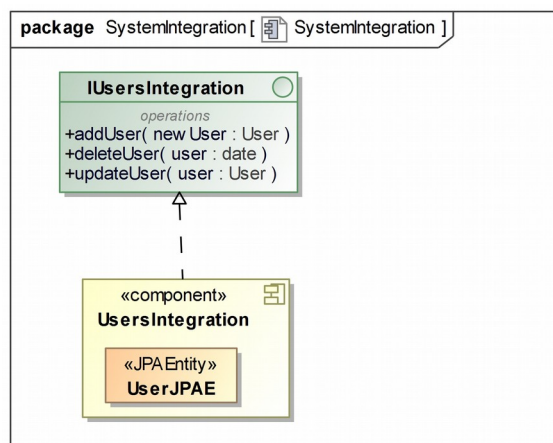 package SystemIntegration [ SystemIntegration ]
IUsersIntegration
operations
+addUser( new User : User )
+deleteUser( user : date )
+updateUser( user : User )
«component»
UsersIntegration
«JPAEntity»
UserJPAE